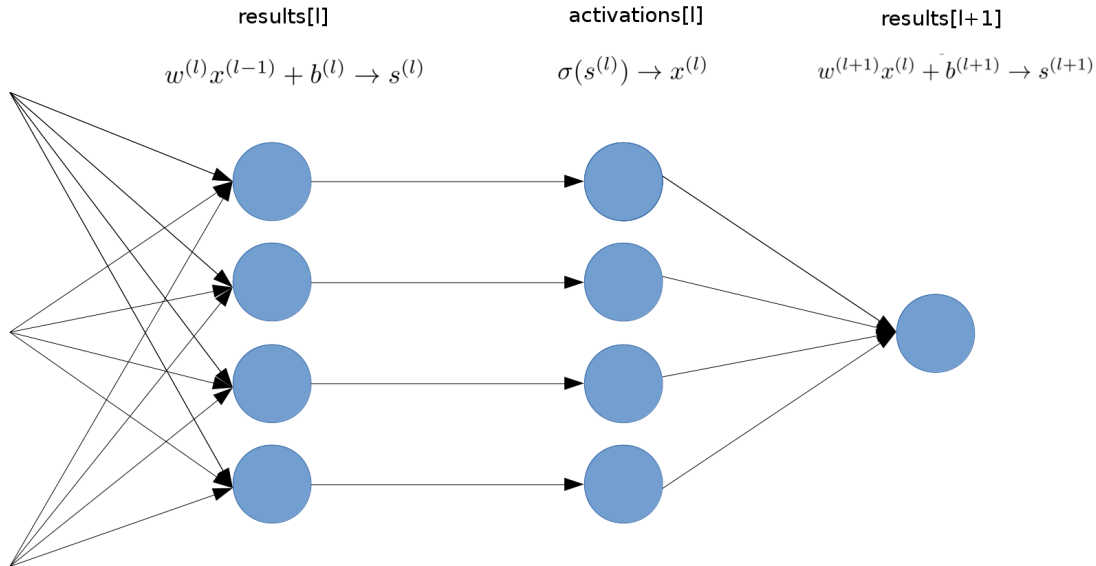 results[l]
activations[l]
results[l+1]
w^{(l)}x^{(l-1)} + b^{(l)} → s^{(l)}
σ(s^{(l)}) → x^{(l)}
w^{(l+1)}x^{(l)} + b^{(l+1)} → s^{(l+1)}